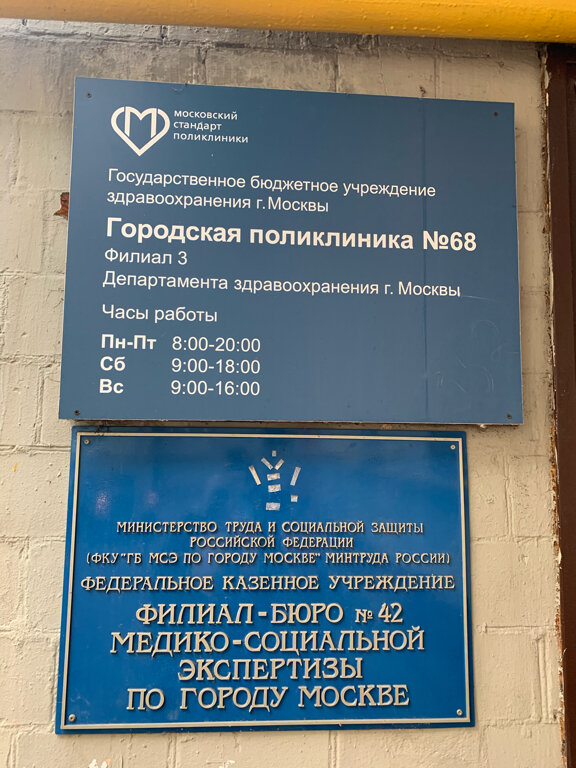 московский
стандарт
поликлиники
Государственное бюджетное учреждение
здравоохранения г. Москвы
Городская поликлиника №68
Филиал 3
Департамента здравоохранения г. Москвы
Часы работы
Пн-Пт 8:00-20:00
Сб 9:00-18:00
Вс 9:00-16:00
МИНИСТЕРСТВО ТРУДА И СОЦИАЛЬНОЙ ЗАЩИТЫ
РОССИЙСКОЙ ФЕДЕРАЦИИ
(ФКУ "ГБ МСЭ ПО ГОРОДУ МОСКВЕ" МИНТРУДА РОССИИ)
ФЕДЕРАЛЬНОЕ КАЗЕННОЕ УЧРЕЖДЕНИЕ
ФИЛИАЛ-БЮРО № 42
МЕДИКО-СОЦИАЛЬНОЙ
ЭКСПЕРТИЗЫ
ПО ГОРОДУ МОСКВЕ